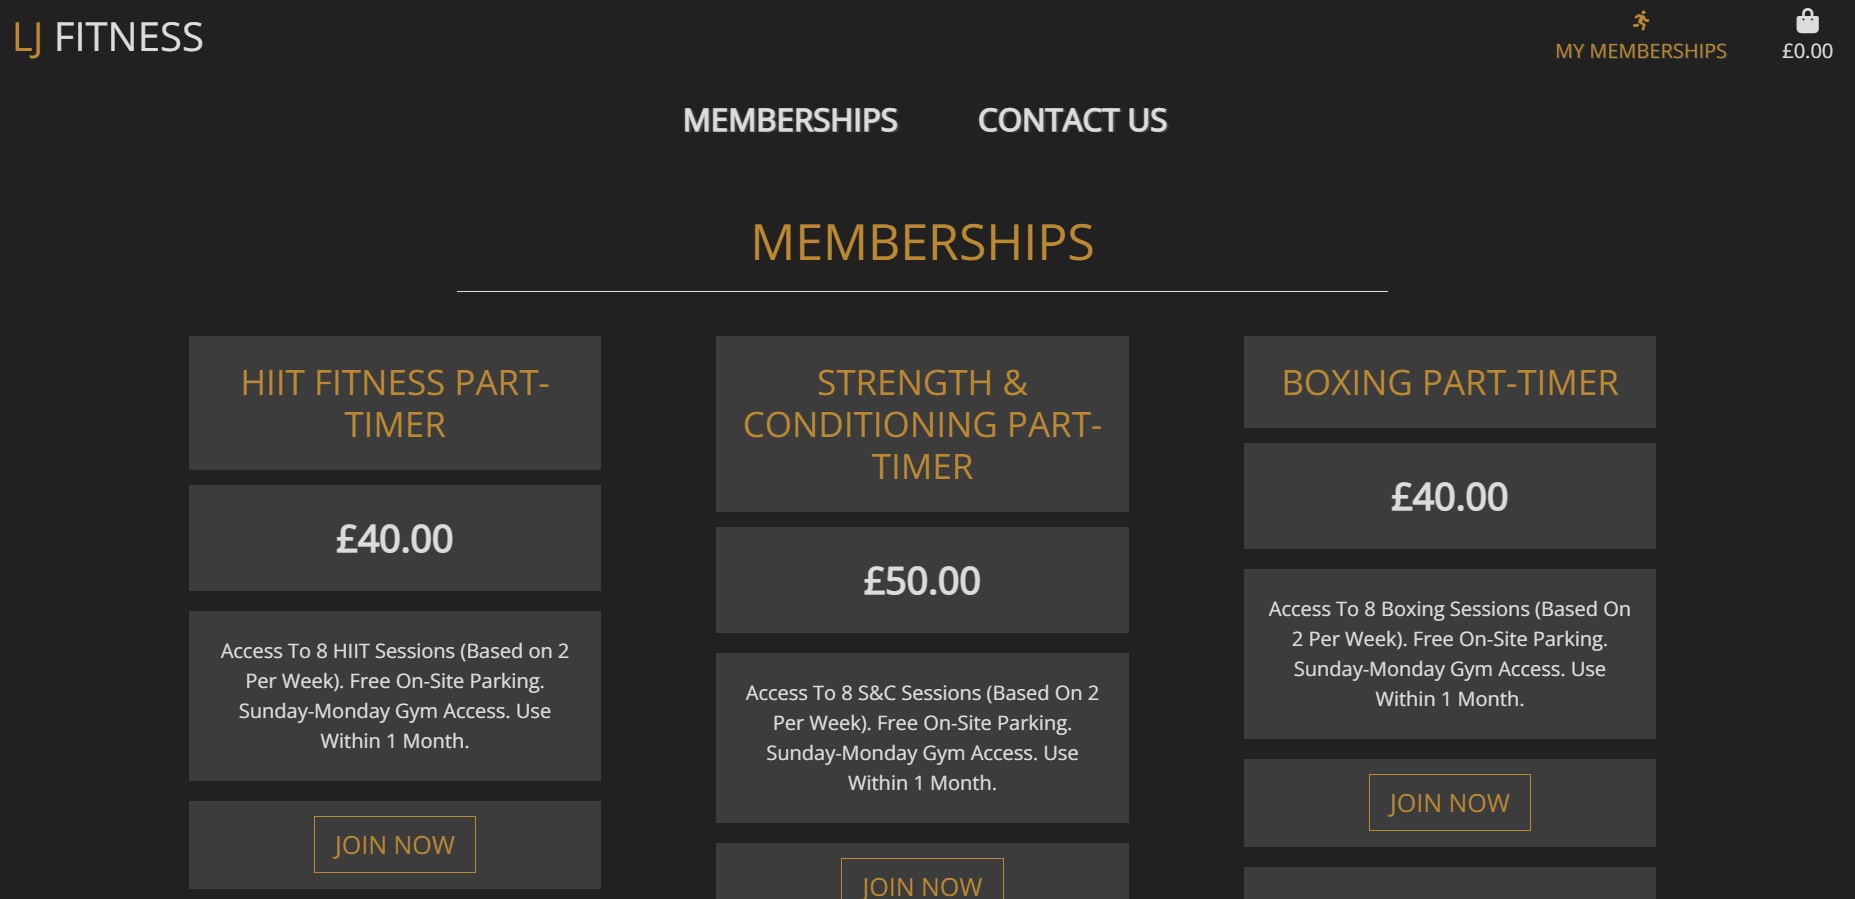 LJ FITNESS
MY MEMBERSHIPS
£0.00
MEMBERSHIPS
CONTACT US
MEMBERSHIPS
HIIT FITNESS PART-
TIMER
£40.00
Access To 8 HIIT Sessions (Based on 2
Per Week). Free On-Site Parking.
Sunday-Monday Gym Access. Use
Within 1 Month.
JOIN NOW
STRENGTH &
CONDITIONING PART-
TIMER
£50.00
Access To 8 S&C Sessions (Based On 2
Per Week). Free On-Site Parking.
Sunday-Monday Gym Access. Use
Within 1 Month.
JOIN NOW
BOXING PART-TIMER
£40.00
Access To 8 Boxing Sessions (Based On
2 Per Week). Free On-Site Parking.
Sunday-Monday Gym Access. Use
Within 1 Month.
JOIN NOW